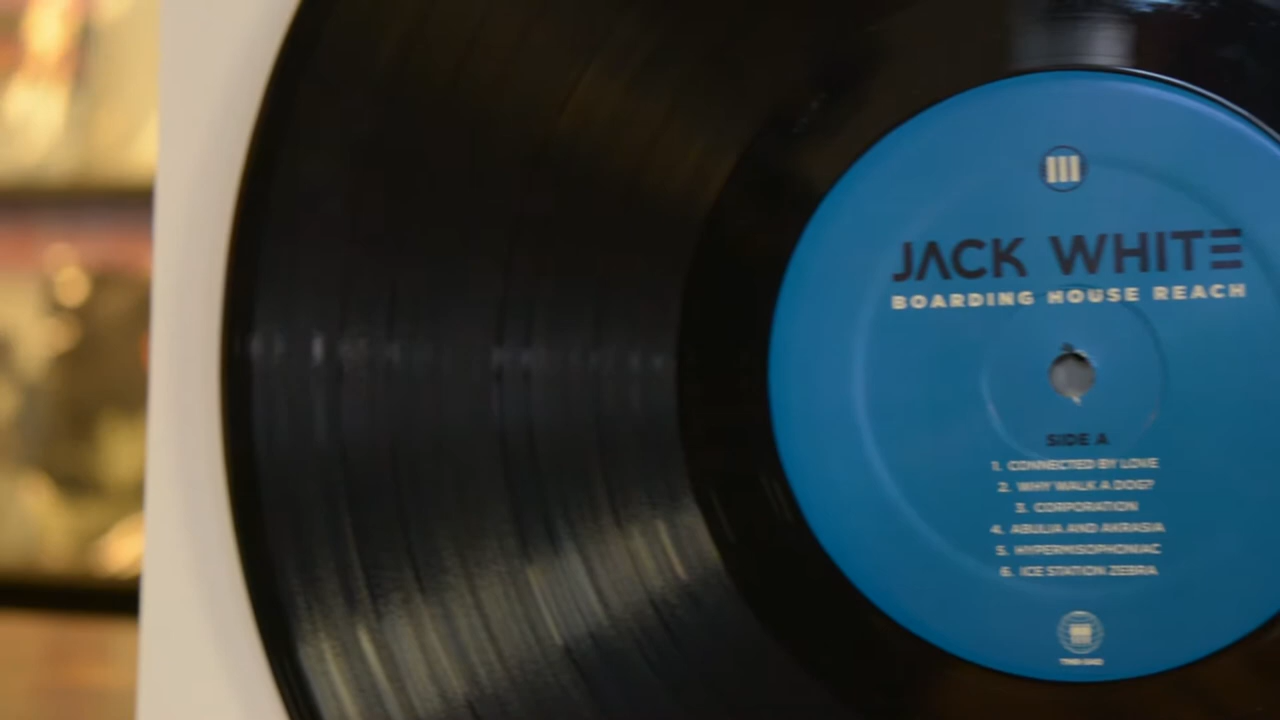 III
JACK WHITE
BOARDING HOUSE REACH
SIDE A
1. CONNECTED BY LOVE
2. WHY WALK A DOG?
3. CORPORATION
4. ABULIA AND AKRASIA
5. HYPERMISOPHONIAC
6. ICE STATION ZEBRA